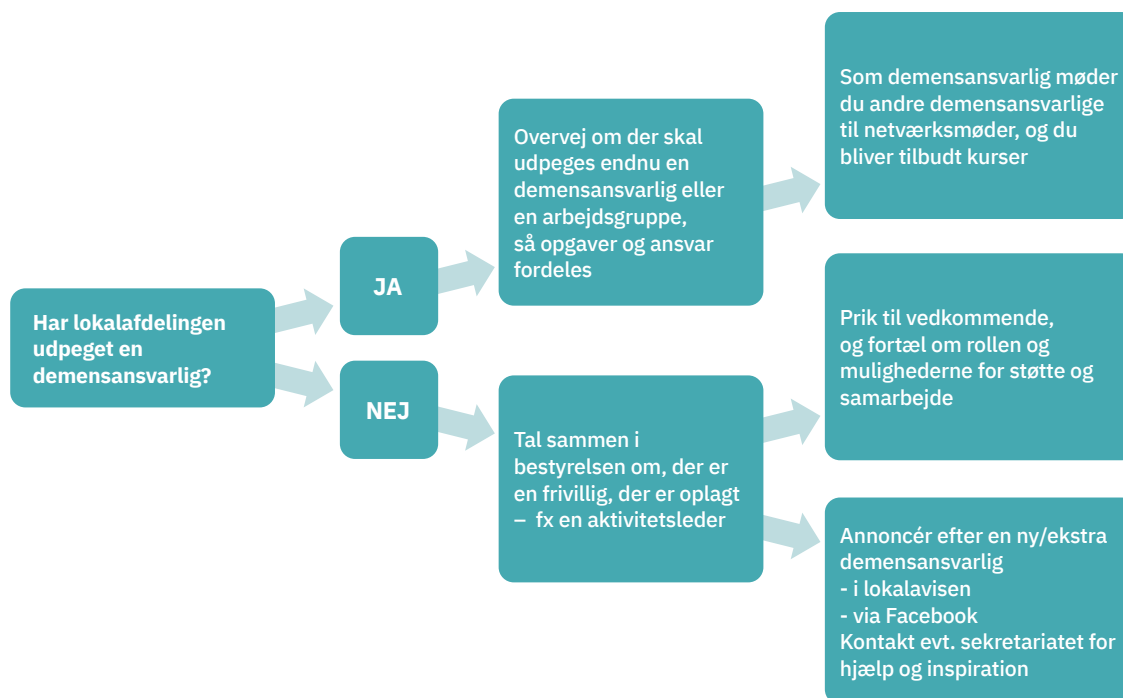 Har lokalafdelingen
udpeget en
demensansvarlig?
JA
Overvej om der skal
udpeges endnu en
demensansvarlig eller
en arbejdsgruppe,
så opgaver og ansvar
fordeles
Som demensansvarlig møder
du andre demensansvarlige
til netværksmøder, og du
bliver tilbudt kurser
NEJ
Tal sammen i
bestyrelsen om, der er
en frivillig, der er oplagt
– fx en aktivitetsleder
Prik til vedkommende,
og fortæl om rollen og
mulighederne for støtte og
samarbejde
Annoncér efter en ny/ekstra
demensansvarlig
- i lokalavisen
- via Facebook
Kontakt evt. sekretariatet for
hjælp og inspiration